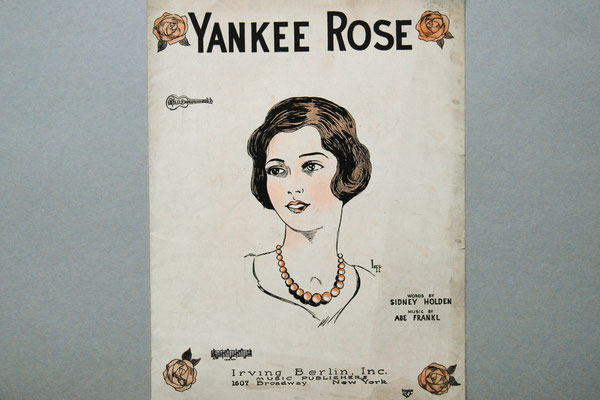 YANKEE ROSE
WORDS BY
SIDNEY HOLDEN
MUSIC BY
ABE FRANKL
Irving Berlin, Inc.
MUSIC PUBLISHERS
1607 Broadway New York